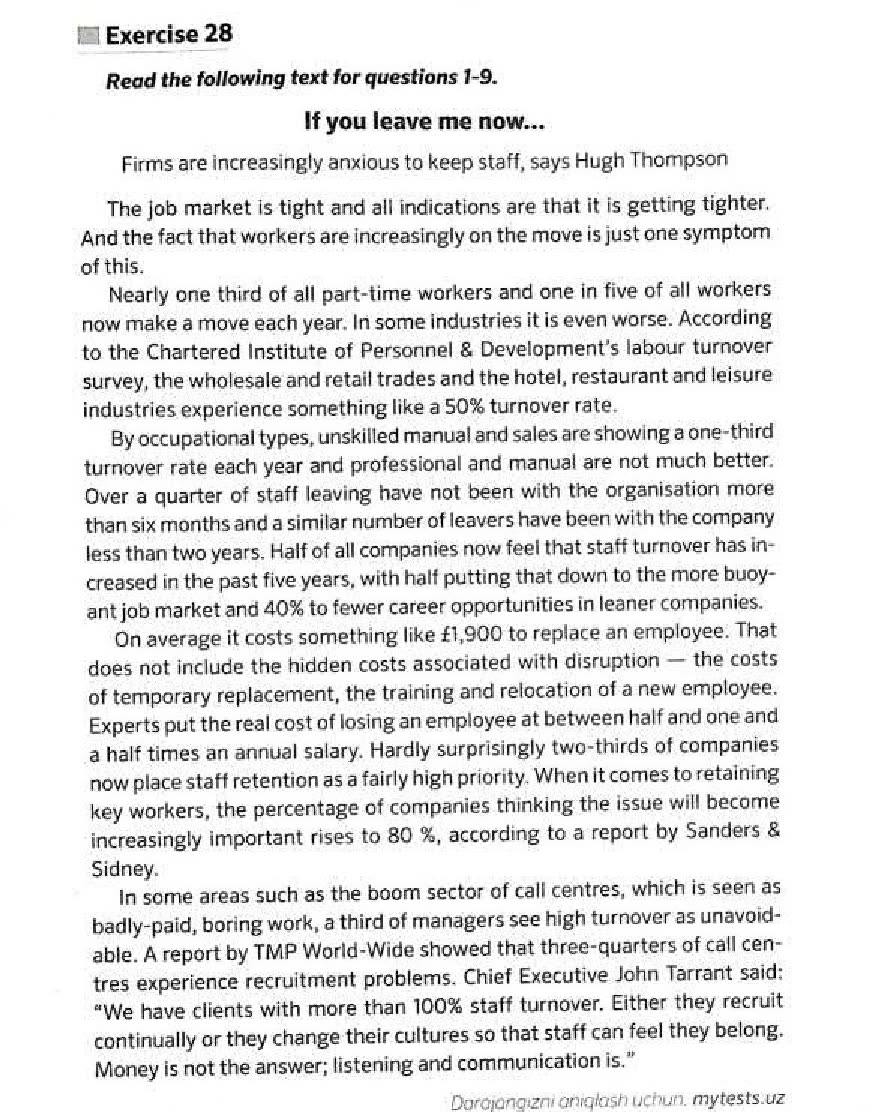 Exercise 28
Read the following text for questions 1-9.
If you leave me now...
Firms are increasingly anxious to keep staff, says Hugh Thompson
The job market is tight and all indications are that it is getting tighter.
And the fact that workers are increasingly on the move is just one symptom
of this.
Nearly one third of all part-time workers and one in five of all workers
now make a move each year. In some industries it is even worse. According
to the Chartered Institute of Personnel & Development's labour turnover
survey, the wholesale and retail trades and the hotel, restaurant and leisure
industries experience something like a 50% turnover rate.
By occupational types, unskilled manual and sales are showing a one-third
turnover rate each year and professional and manual are not much better.
Over a quarter of staff leaving have not been with the organisation more
than six months and a similar number of leavers have been with the company
less than two years. Half of all companies now feel that staff turnover has in-
creased in the past five years, with half putting that down to the more buoy-
ant job market and 40% to fewer career opportunities in leaner companies.
On average it costs something like £1,900 to replace an employee. That
does not include the hidden costs associated with disruption — the costs
of temporary replacement, the training and relocation of a new employee.
Experts put the real cost of losing an employee at between half and one and
a half times an annual salary. Hardly surprisingly two-thirds of companies
now place staff retention as a fairly high priority. When it comes to retaining
key workers, the percentage of companies thinking the issue will become
increasingly important rises to 80 %, according to a report by Sanders &
Sidney.
In some areas such as the boom sector of call centres, which is seen as
badly-paid, boring work, a third of managers see high turnover as unavoid-
able. A report by TMP World-Wide showed that three-quarters of call cen-
tres experience recruitment problems. Chief Executive John Tarrant said:
"We have clients with more than 100% staff turnover. Either they recruit
continually or they change their cultures so that staff can feel they belong.
Money is not the answer; listening and communication is."
Darajangizni aniqlash uchun. mytests.uz